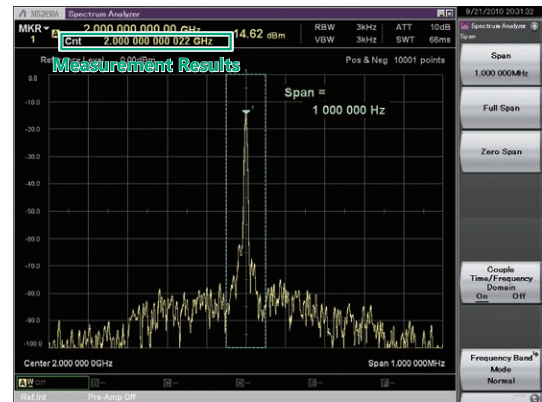 MS2830A Spectrum Analyzer
9/21/2010 20:31:32
MKR 1
2.000 000 000 00 GHz
Cnt 2.000 000 000 022 GHz
14.62 dBm
RBW 3kHz ATT 10dB
VBW 3kHz SWT 66ms
Measurement Results
Reference Level 0.00dBm
Pos & Neg 10001 points
Span =
1 000 000 Hz
1
0.0
-10.0
-20.0
-30.0
-40.0
-50.0
-60.0
-70.0
-80.0
-90.0
-100.0
Center 2.000 000 0GHz
Span 1.000 000MHz
Ref.Int Pre-Amp Off
Spectrum Analyzer
Span
Span
1.000 000MHz
Full Span
Zero Span
Couple
Time/Frequency
Domain
On Off
Frequency Band
Mode
Normal